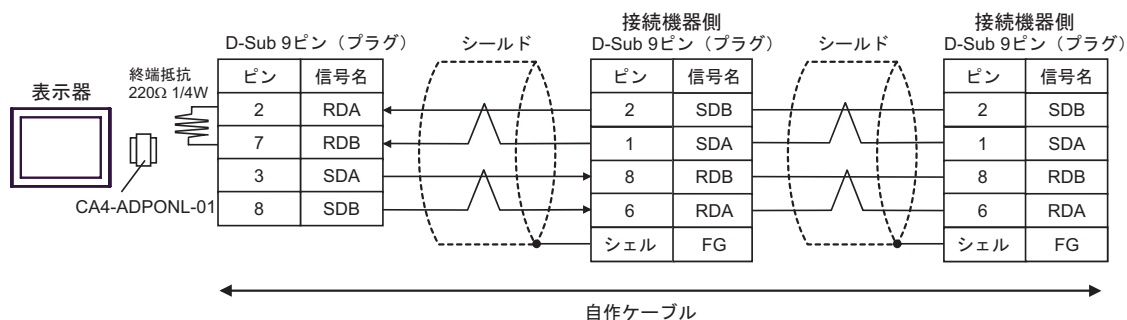 接続機器側
接続機器側
D-Sub 9ピン（プラグ）
シールド
D-Sub 9ピン（プラグ）
シールド
D-Sub 9ピン（プラグ）
表示器
終端抵抗
220Ω 1/4W
CA4-ADPONL-01
ピン 信号名
2 RDA
7 RDB
3 SDA
8 SDB
ピン 信号名
2 SDB
1 SDA
8 RDB
6 RDA
シェル FG
ピン 信号名
2 SDB
1 SDA
8 RDB
6 RDA
シェル FG
自作ケーブル